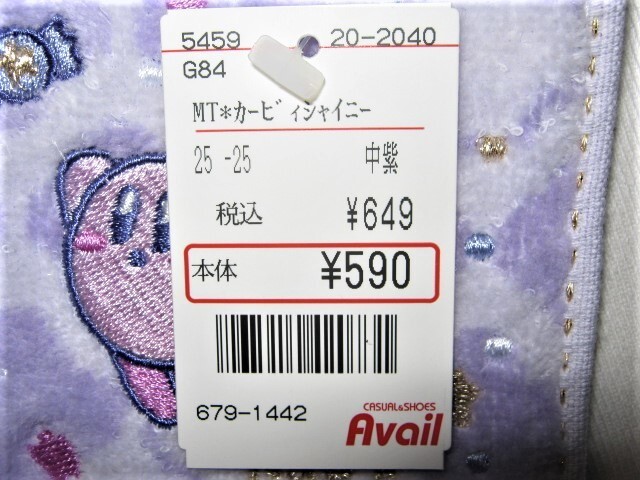 5459 20-2040
G84
MT*ｶｰﾋﾞｨｼｬｲﾆｰ
25 -25 中紫
税込 ¥649
本体 ¥590
679-1442
CASUAL&SHOES
Avail